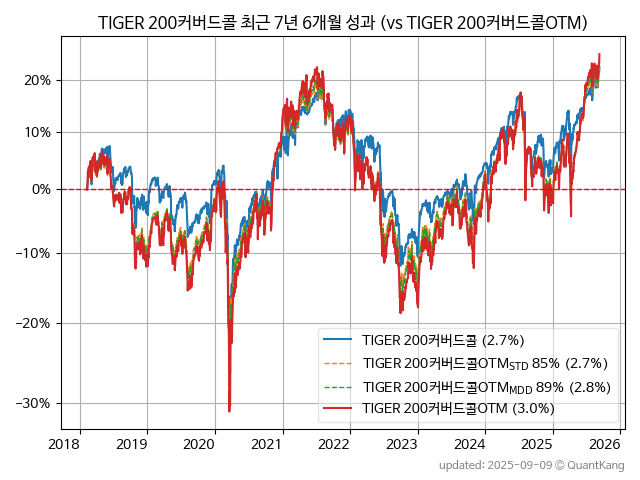 TIGER 200커버드콜 최근 7년 6개월 성과 (vs TIGER 200커버드콜OTM)
20%
10%
0%
−10%
−20%
−30%
TIGER 200커버드콜 (2.7%)
TIGER 200커버드콜OTM_STD 85% (2.7%)
TIGER 200커버드콜OTM_MDD 89% (2.8%)
TIGER 200커버드콜OTM (3.0%)
2018 2019 2020 2021 2022 2023 2024 2025 2026
updated: 2025-09-09 © QuantKang